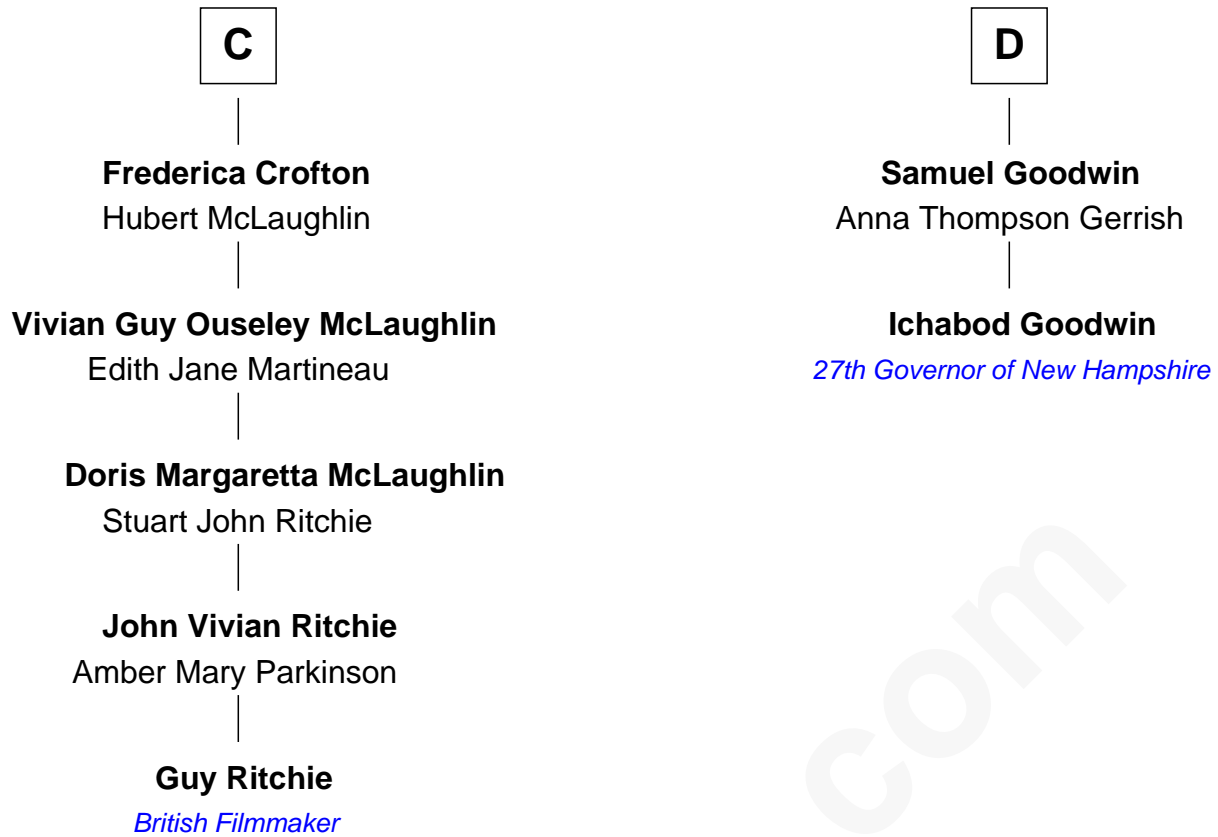 C
Frederica Crofton
Hubert McLaughlin
Vivian Guy Ouseley McLaughlin
Edith Jane Martineau
Doris Margaretta McLaughlin
Stuart John Ritchie
John Vivian Ritchie
Amber Mary Parkinson
Guy Ritchie
British Filmmaker
D
Samuel Goodwin
Anna Thompson Gerrish
Ichabod Goodwin
27th Governor of New Hampshire
com